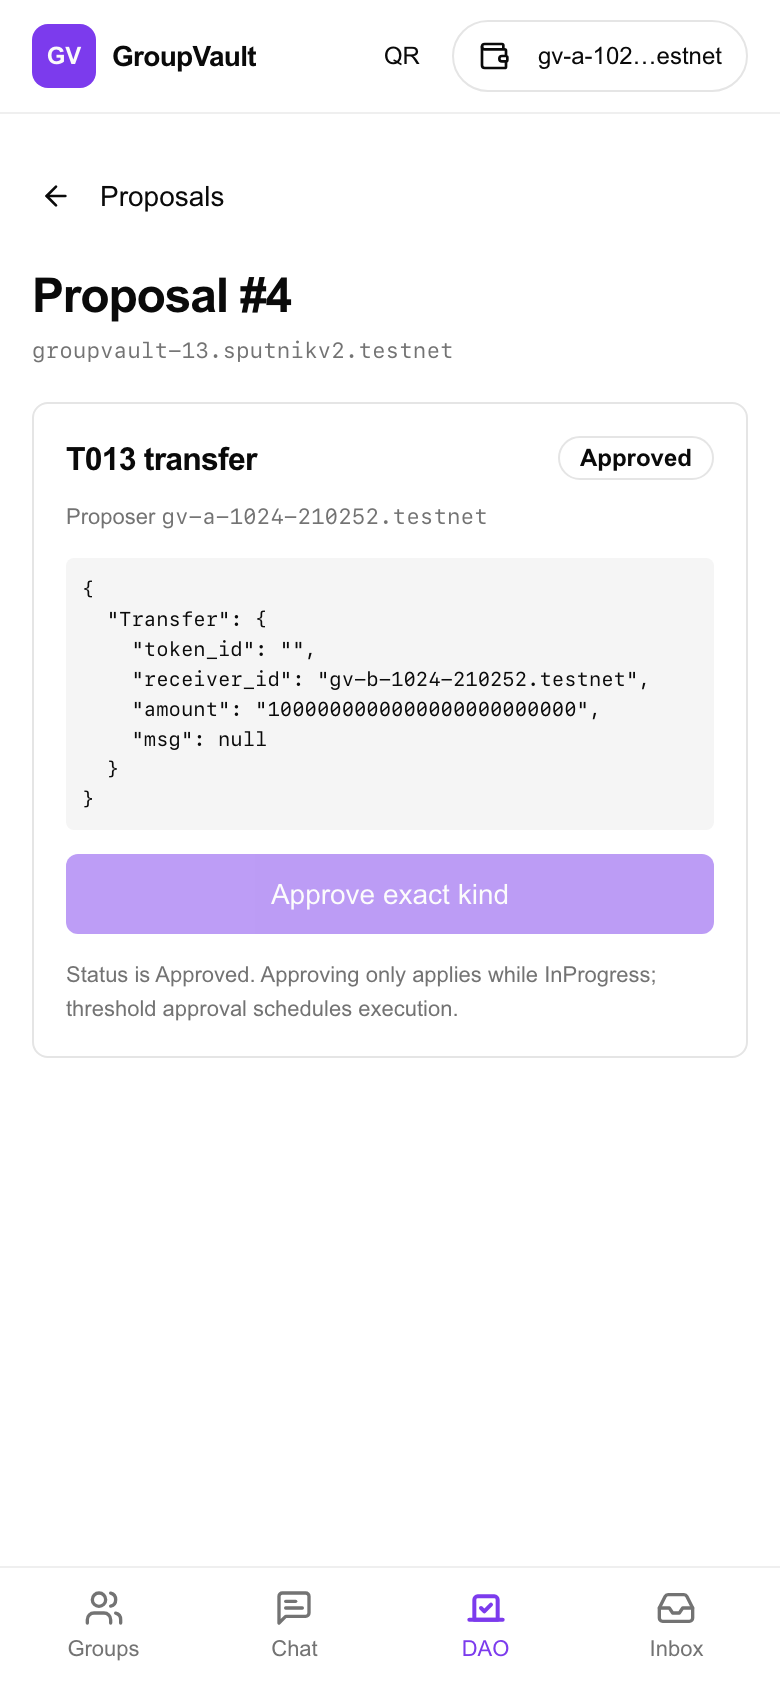 GV GroupVault QR gv-a-102...estnet
Proposals
Proposal #4
groupvault-13.sputnikv2.testnet
T013 transfer Approved
Proposer gv-a-1024-210252.testnet
{
  "Transfer": {
    "token_id": "",
    "receiver_id": "gv-b-1024-210252.testnet",
    "amount": "1000000000000000000000000",
    "msg": null
  }
}
Approve exact kind
Status is Approved. Approving only applies while InProgress;
threshold approval schedules execution.
Groups Chat DAO Inbox